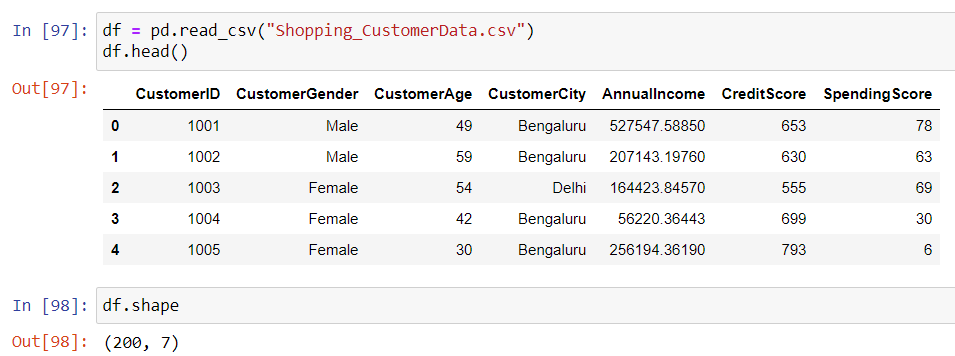 In [97]: df = pd.read_csv("Shopping_CustomerData.csv")
df.head()
Out[97]:
CustomerID CustomerGender CustomerAge CustomerCity AnnualIncome CreditScore SpendingScore
0 1001 Male 49 Bengaluru 527547.58850 653 78
1 1002 Male 59 Bengaluru 207143.19760 630 63
2 1003 Female 54 Delhi 164423.84570 555 69
3 1004 Female 42 Bengaluru 56220.36443 699 30
4 1005 Female 30 Bengaluru 256194.36190 793 6
In [98]: df.shape
Out[98]: (200, 7)